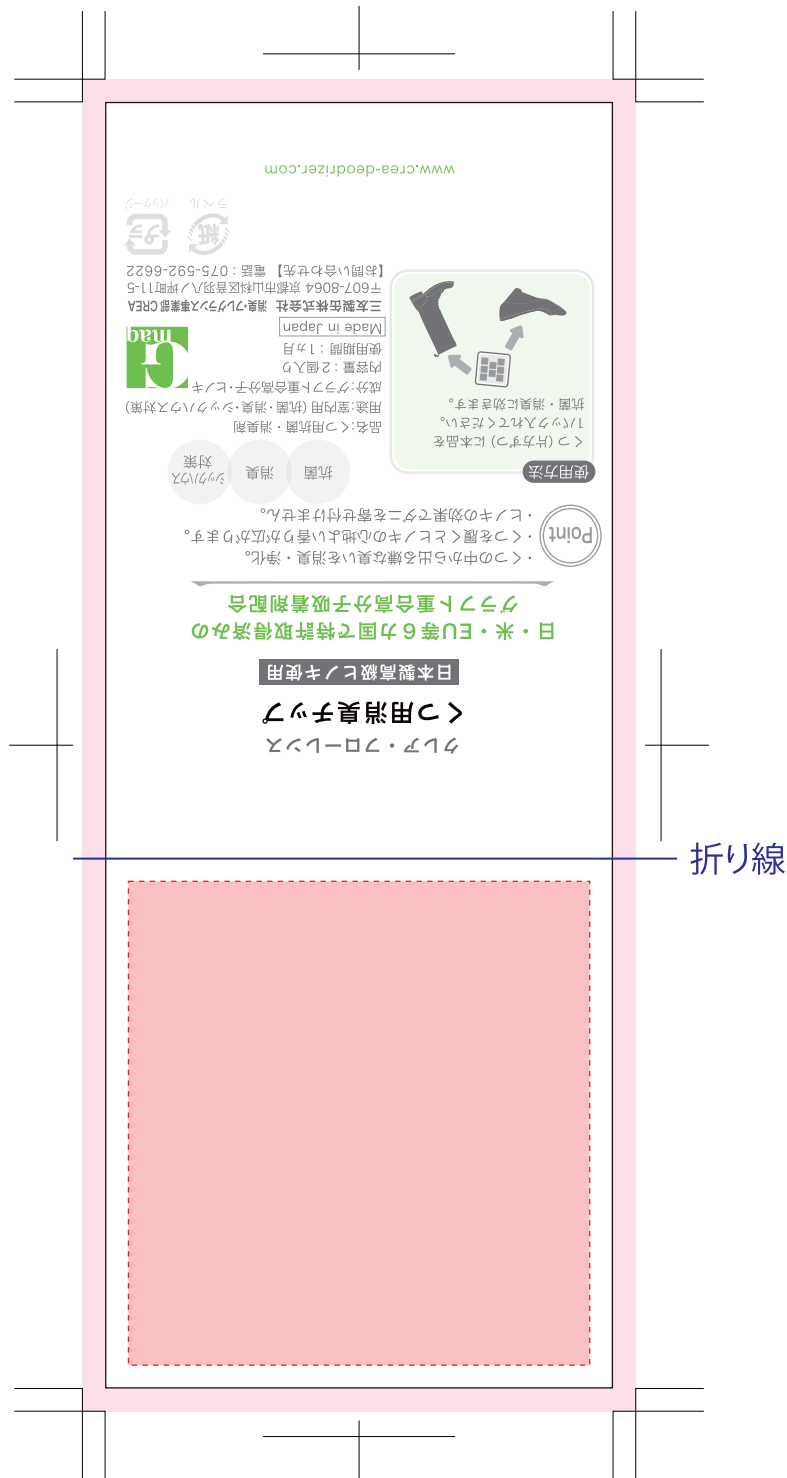 クレア・フローレンス
くつ用消臭チップ
日本製高級ヒノキ使用
日・米・EU等6カ国で特許取得済みの
グラフト重合高分子吸着剤配合
Point
・くつの中から出る嫌な臭いを消臭・浄化。
・くつを履くとヒノキの心地よい香りが広がります。
・ヒノキの効果でダニを寄せ付けません。
使用方法
くつ（片方ずつ）に本品を
1パック入れてください。
抗菌・消臭に効きます。
抗菌
消臭
シックハウス
対策
品名：くつ用抗菌・消臭剤
用途：室内用（抗菌・消臭・シックハウス対策）
成分：グラフト重合高分子・ヒノキ
内容量：2個入り
使用期間：1ヵ月
Made in Japan
G
mag
三友製缶株式会社 消臭・フレグランス事業部 CREA
〒607-8064 京都市山科区音羽八ノ坪町11-5
【お問い合わせ先】電話：075-592-6622
紙
ラベル
プラ
パッケージ
www.crea-deodrizer.com
折り線